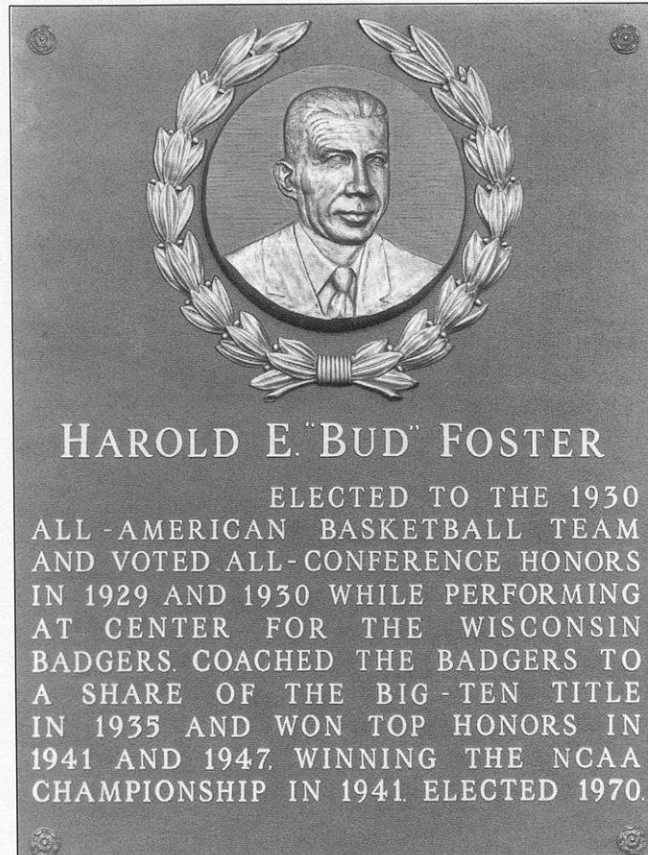 HAROLD E. "BUD" FOSTER
ELECTED TO THE 1930
ALL-AMERICAN BASKETBALL TEAM
AND VOTED ALL-CONFERENCE HONORS
IN 1929 AND 1930 WHILE PERFORMING
AT CENTER FOR THE WISCONSIN
BADGERS. COACHED THE BADGERS TO
A SHARE OF THE BIG-TEN TITLE
IN 1935 AND WON TOP HONORS IN
1941 AND 1947, WINNING THE NCAA
CHAMPIONSHIP IN 1941. ELECTED 1970.